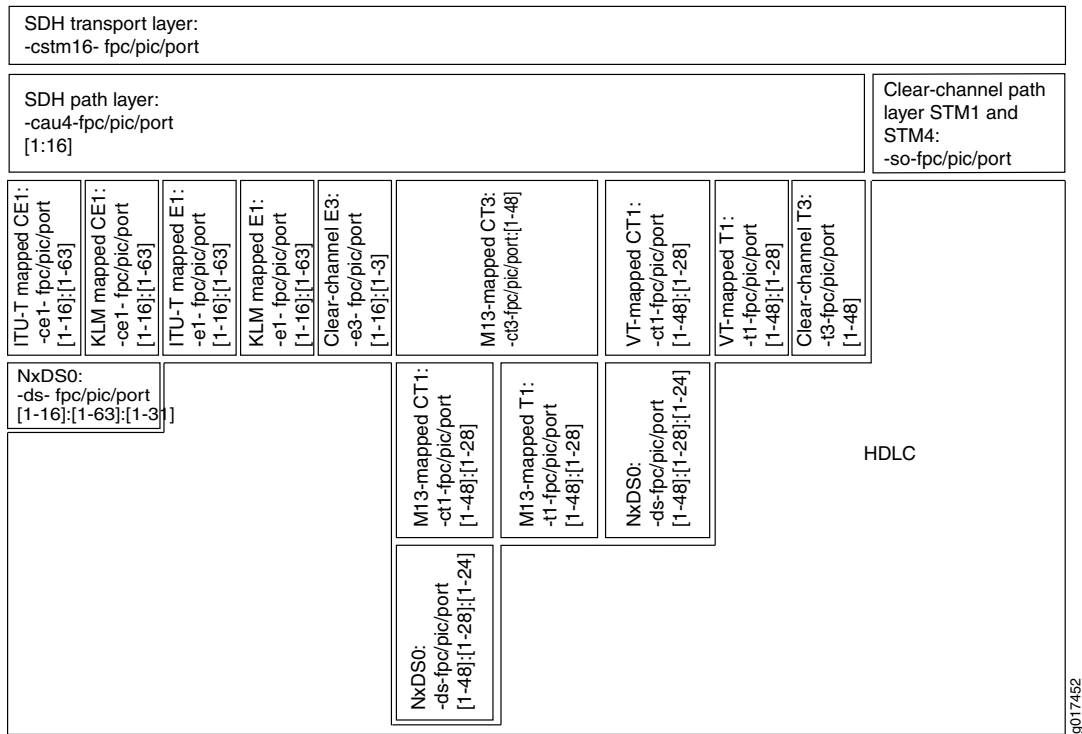 SDH transport layer:
-cstm16- fpc/pic/port
SDH path layer:
-cau4-fpc/pic/port
[1:16]
Clear-channel path
layer STM1 and
STM4:
-so-fpc/pic/port
ITU-T mapped CE1:
-ce1- fpc/pic/port
[1-16]:[1-63]
KLM mapped CE1:
-ce1- fpc/pic/port
[1-16]:[1-63]
ITU-T mapped E1:
-e1- fpc/pic/port
[1-16]:[1-63]
KLM mapped E1:
-e1- fpc/pic/port
[1-16]:[1-63]
Clear-channel E3:
-e3- fpc/pic/port
[1-16]:[1-3]
M13-mapped CT3:
-ct3-fpc/pic/port:[1-48]
VT-mapped CT1:
-ct1-fpc/pic/port
[1-48]:[1-28]
VT-mapped T1:
-t1-fpc/pic/port
[1-48]:[1-28]
Clear-channel T3:
-t3-fpc/pic/port
[1-48]
NxDS0:
-ds- fpc/pic/port
[1-16]:[1-63]:[1-31]
M13-mapped CT1:
-ct1-fpc/pic/port
[1-48]:[1-28]
M13-mapped T1:
-t1-fpc/pic/port
[1-48]:[1-28]
NxDS0:
-ds-fpc/pic/port
[1-48]:[1-28]:[1-24]
HDLC
NxDS0:
-ds-fpc/pic/port
[1-48]:[1-28]:[1-24]
g017452